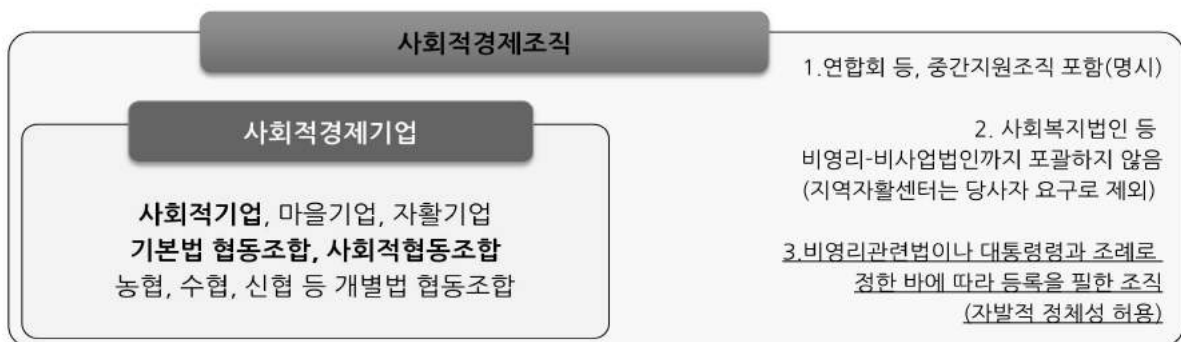 사회적경제조직
사회적경제기업
사회적기업, 마을기업, 자활기업
기본법 협동조합, 사회적협동조합
농협, 수협, 신협 등 개별법 협동조합
1.연합회 등, 중간지원조직 포함(명시)
2. 사회복지법인 등
비영리-비사업법인까지 포괄하지 않음
(지역자활센터는 당사자 요구로 제외)
3.비영리관련법이나 대통령령과 조례로
정한 바에 따라 등록을 필한 조직
(자발적 정체성 허용)